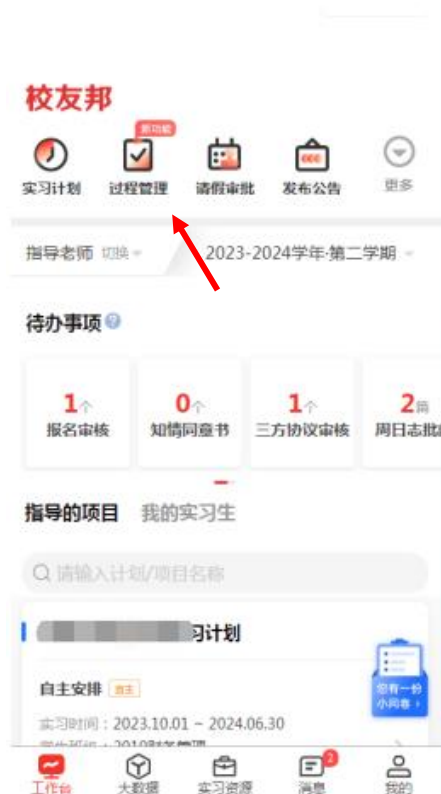 校友邦
新功能
实习计划 过程管理 请假审批 发布公告 更多
指导老师 切换 2023-2024学年·第二学期
待办事项
1个 0个 1个 2篇
报名审核 知情同意书 三方协议审核 周日志批
指导的项目 我的实习生
请输入计划/项目名称
习计划
自主安排 自主
您有一份
小问卷
实习时间:2023.10.01 ~ 2024.06.30
2
工作台 大数据 实习资源 消息 我的